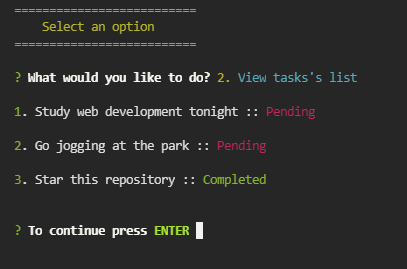 ==========================
Select an option
==========================
? What would you like to do? 2. View tasks's list
1. Study web development tonight :: Pending
2. Go jogging at the park :: Pending
3. Star this repository :: Completed
? To continue press ENTER